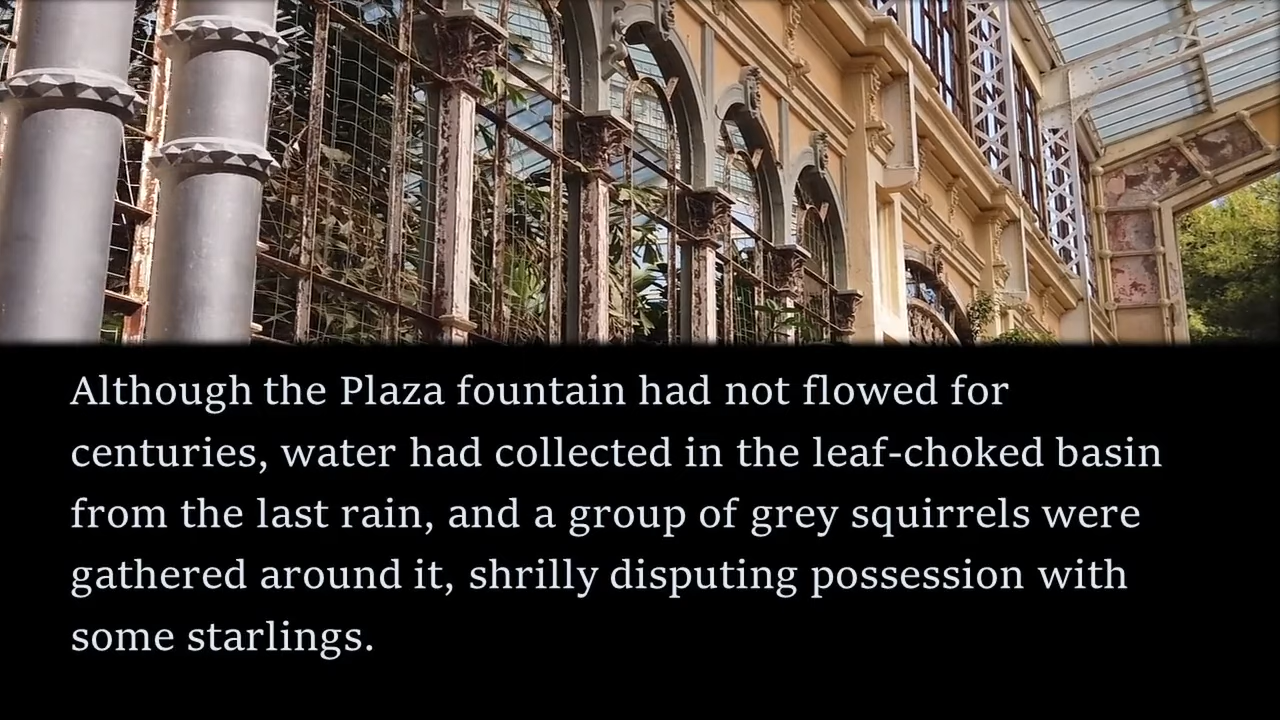 Although the Plaza fountain had not flowed for
centuries, water had collected in the leaf-choked basin
from the last rain, and a group of grey squirrels were
gathered around it, shrilly disputing possession with
some starlings.